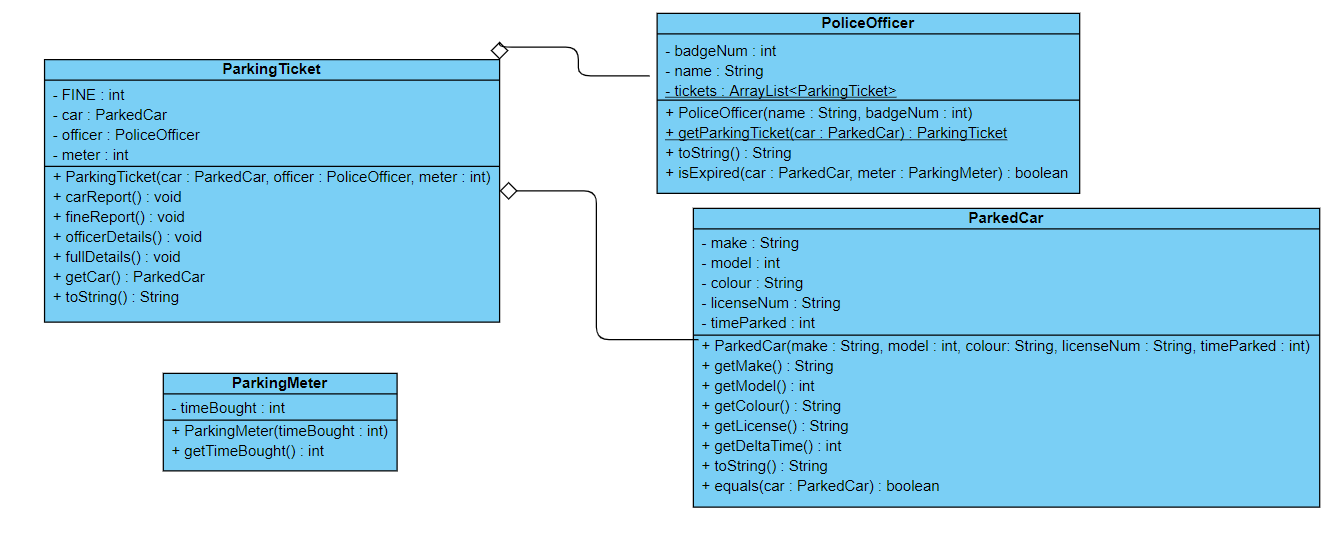 PoliceOfficer
- badgeNum : int
- name : String
- tickets : ArrayList<ParkingTicket>
+ PoliceOfficer(name : String, badgeNum : int)
+ getParkingTicket(car : ParkedCar) : ParkingTicket
+ toString() : String
+ isExpired(car : ParkedCar, meter : ParkingMeter) : boolean
ParkingTicket
- FINE : int
- car : ParkedCar
- officer : PoliceOfficer
- meter : int
+ ParkingTicket(car : ParkedCar, officer : PoliceOfficer, meter : int)
+ carReport() : void
+ fineReport() : void
+ officerDetails() : void
+ fullDetails() : void
+ getCar() : ParkedCar
+ toString() : String
ParkedCar
- make : String
- model : int
- colour : String
- licenseNum : String
- timeParked : int
+ ParkedCar(make : String, model : int, colour: String, licenseNum : String, timeParked : int)
+ getMake() : String
+ getModel() : int
+ getColour() : String
+ getLicense() : String
+ getDeltaTime() : int
+ toString() : String
+ equals(car : ParkedCar) : boolean
ParkingMeter
- timeBought : int
+ ParkingMeter(timeBought : int)
+ getTimeBought() : int